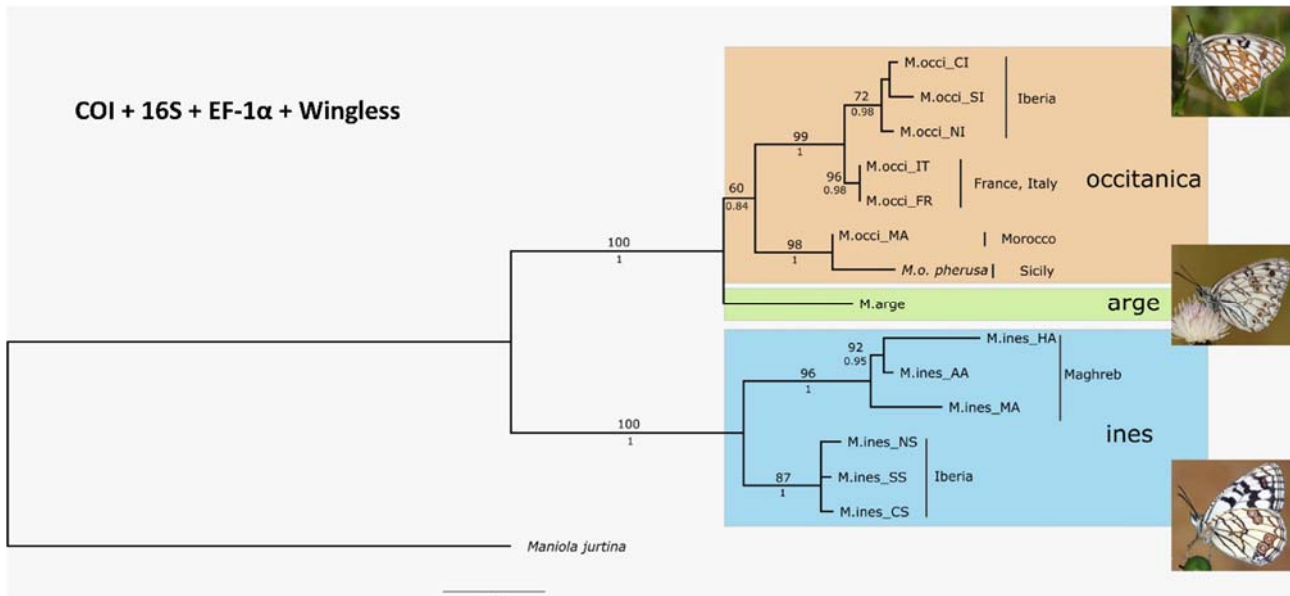 COI + 16S + EF-1α + Wingless
M.occi_CI
72
0.98
M.occi_SI
Iberia
M.occi_NI
99
1
M.occi_IT
96
0.98
France, Italy
occitanica
M.occi_FR
60
0.84
M.occi_MA
Morocco
98
1
M.o. pherusa
Sicily
100
1
M.arge
arge
M.ines_HA
92
0.95
M.ines_AA
Maghreb
96
1
M.ines_MA
100
1
ines
M.ines_NS
M.ines_SS
Iberia
87
1
M.ines_CS
Maniola jurtina